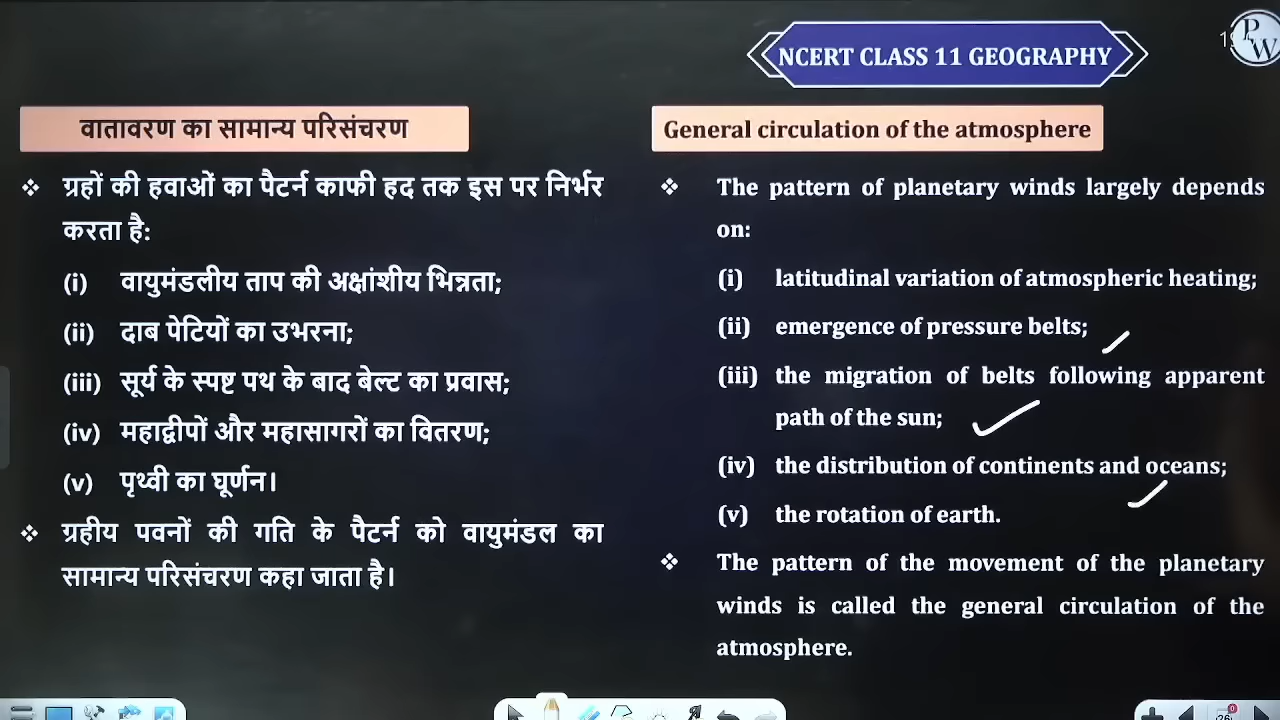 NCERT CLASS 11 GEOGRAPHY
PW
वातावरण का सामान्य परिसंचरण
❖ ग्रहों की हवाओं का पैटर्न काफी हद तक इस पर निर्भर
करता है:
(i) वायुमंडलीय ताप की अक्षांशीय भिन्नता;
(ii) दाब पेटियों का उभरना;
(iii) सूर्य के स्पष्ट पथ के बाद बेल्ट का प्रवास;
(iv) महाद्वीपों और महासागरों का वितरण;
(v) पृथ्वी का घूर्णन।
❖ ग्रहीय पवनों की गति के पैटर्न को वायुमंडल का
सामान्य परिसंचरण कहा जाता है।
General circulation of the atmosphere
❖ The pattern of planetary winds largely depends
on:
(i) latitudinal variation of atmospheric heating;
(ii) emergence of pressure belts;
(iii) the migration of belts following apparent
path of the sun;
(iv) the distribution of continents and oceans;
(v) the rotation of earth.
❖ The pattern of the movement of the planetary
winds is called the general circulation of the
atmosphere.